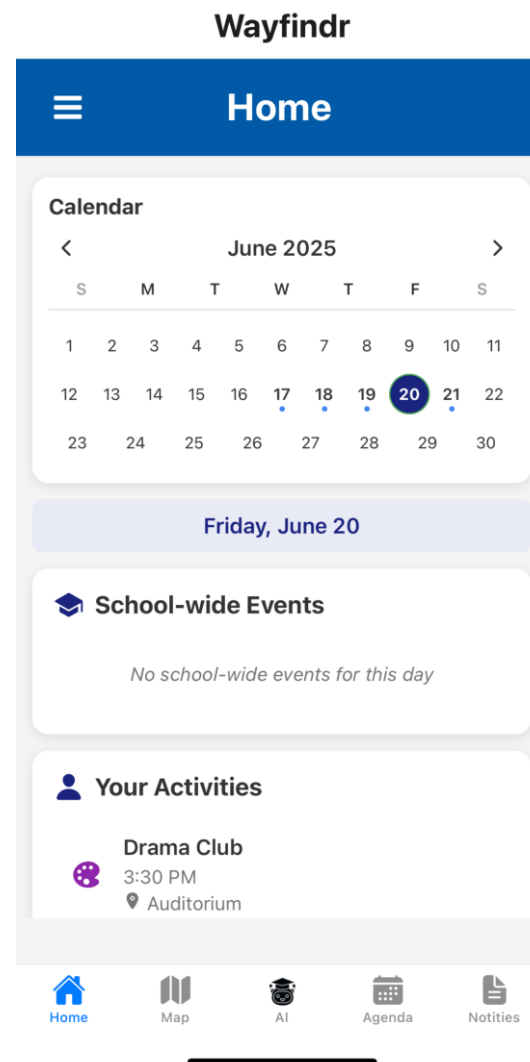 Wayfindr
Home
Calendar
June 2025
S M T W T F S
1 2 3 4 5 6 7 8 9 10 11
12 13 14 15 16 17 18 19 20 21 22
23 24 25 26 27 28 29 30
Friday, June 20
School-wide Events
No school-wide events for this day
Your Activities
Drama Club
3:30 PM
Auditorium
Home Map AI Agenda Notities